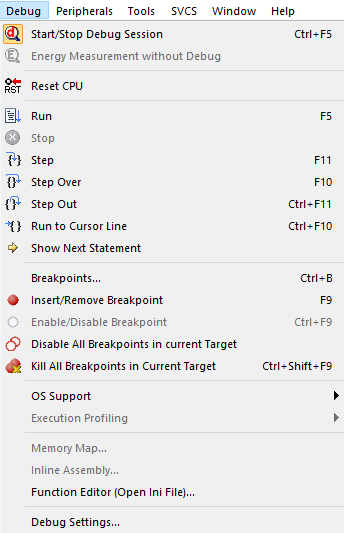 Debug Peripherals Tools SVCS Window Help
Start/Stop Debug Session Ctrl+F5
Energy Measurement without Debug
RST Reset CPU
Run F5
Stop
Step F11
Step Over F10
Step Out Ctrl+F11
Run to Cursor Line Ctrl+F10
Show Next Statement
Breakpoints... Ctrl+B
Insert/Remove Breakpoint F9
Enable/Disable Breakpoint Ctrl+F9
Disable All Breakpoints in current Target
Kill All Breakpoints in Current Target Ctrl+Shift+F9
OS Support
Execution Profiling
Memory Map...
Inline Assembly...
Function Editor (Open Ini File)...
Debug Settings...